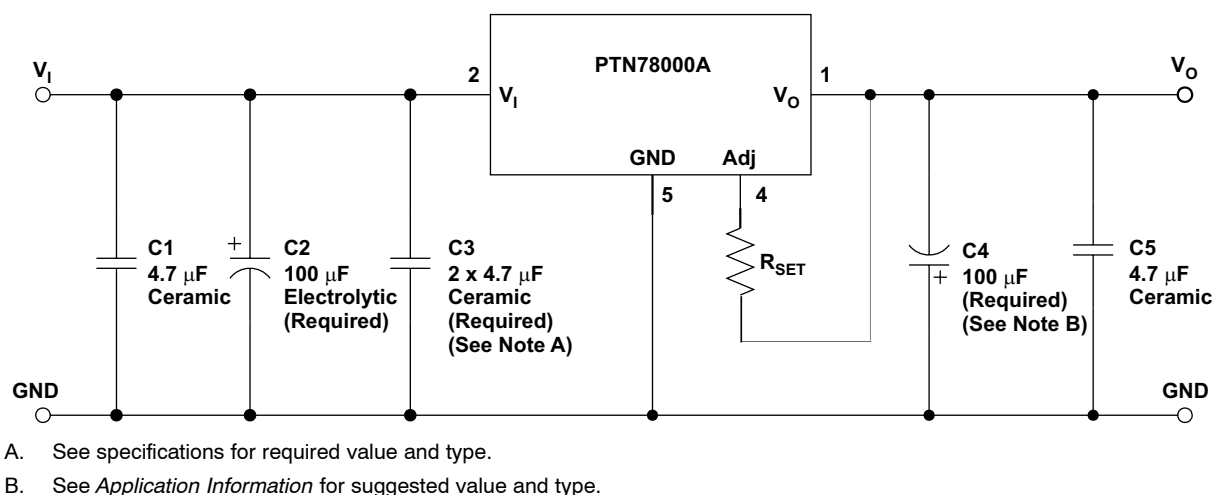 PTN78000A
V_I
2
V_I
V_O
1
V_O
GND
Adj
5
4
R_SET
C1
4.7 μF
Ceramic
+
C2
100 μF
Electrolytic
(Required)
C3
2 x 4.7 μF
Ceramic
(Required)
(See Note A)
C4
100 μF
(Required)
(See Note B)
+
C5
4.7 μF
Ceramic
GND
GND
A. See specifications for required value and type.
B. See Application Information for suggested value and type.